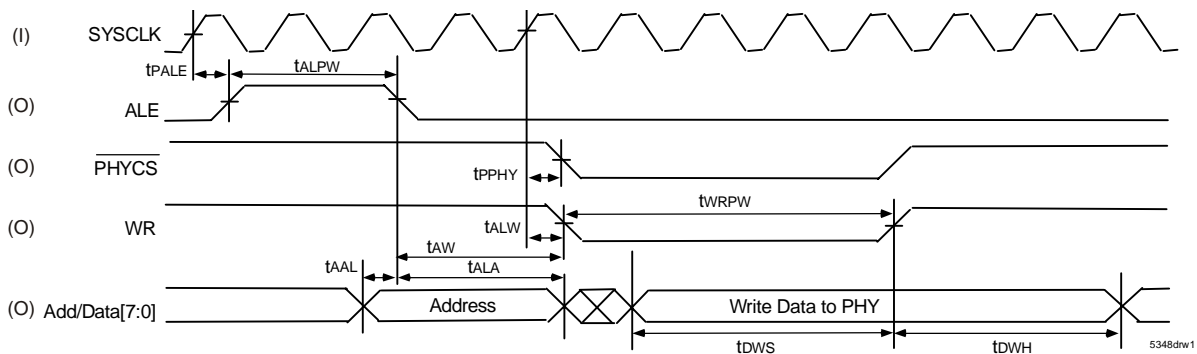 (I) SYSCLK
tPALE tALPW
(O) ALE
(O) PHYCS
tPPHY
tWRPW
(O) WR
tALW
tAW
tAAL tALA
(O) Add/Data[7:0] Address Write Data to PHY
tDWS tDWH
5348drw1